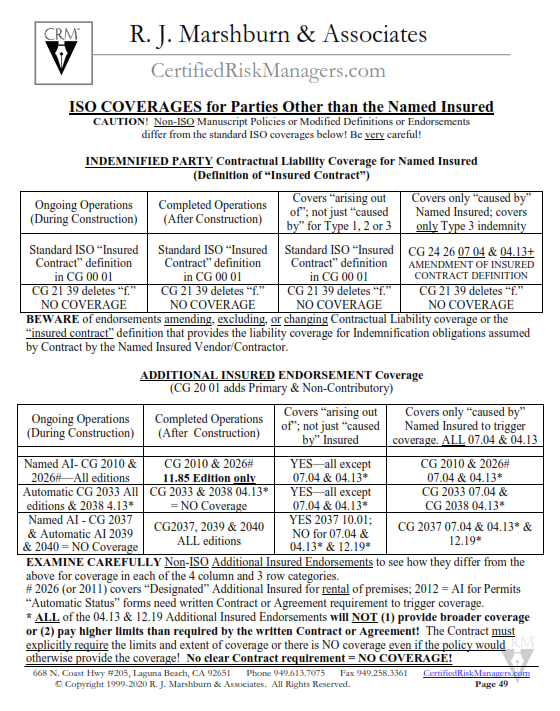 CRM
R. J. Marshburn & Associates
CertifiedRiskManagers.com
ISO COVERAGES for Parties Other than the Named Insured
CAUTION! Non-ISO Manuscript Policies or Modified Definitions or Endorsements
differ from the standard ISO coverages below! Be very careful!
INDEMNIFIED PARTY Contractual Liability Coverage for Named Insured
(Definition of “Insured Contract”)
Ongoing Operations
(During Construction)
Completed Operations
(After Construction)
Covers “arising out
of”; not just “caused
by” for Type 1, 2 or 3
Covers only “caused by”
Named Insured; covers
only Type 3 indemnity
Standard ISO “Insured
Contract” definition
in CG 00 01
Standard ISO “Insured
Contract” definition
in CG 00 01
Standard ISO “Insured
Contract” definition
in CG 00 01
CG 24 26 07 04 & 04.13+
AMENDMENT OF INSURED
CONTRACT DEFINITION
CG 21 39 deletes “f.”
NO COVERAGE
CG 21 39 deletes “f.”
NO COVERAGE
CG 21 39 deletes “f.”
NO COVERAGE
CG 21 39 deletes “f.”
NO COVERAGE
BEWARE of endorsements amending, excluding, or changing Contractual Liability coverage or the
“insured contract” definition that provides the liability coverage for Indemnification obligations assumed
by Contract by the Named Insured Vendor/Contractor.
ADDITIONAL INSURED ENDORSEMENT Coverage
(CG 20 01 adds Primary & Non-Contributory)
Ongoing Operations
(During Construction)
Completed Operations
(After Construction)
Covers “arising out
of”; not just “caused
by” Insured
Covers only “caused by”
Named Insured to trigger
coverage. ALL 07.04 & 04.13
Named AI- CG 2010 &
2026#—All editions
CG 2010 & 2026#
11.85 Edition only
YES—all except
07.04 & 04.13*
CG 2010 & 2026#
07.04 & 04.13*
Automatic CG 2033 All
editions & 2038 4.13*
CG 2033 & 2038 04.13*
= NO Coverage
YES—all except
07.04 & 04.13*
CG 2033 07.04 &
CG 2038 04.13*
Named AI - CG 2037
& Automatic AI 2039
& 2040 = NO Coverage
CG2037, 2039 & 2040
ALL editions
YES 2037 10.01;
NO for 07.04 &
04.13* & 12.19*
CG 2037 07.04 & 04.13* &
12.19*
EXAMINE CAREFULLY Non-ISO Additional Insured Endorsements to see how they differ from the
above for coverage in each of the 4 column and 3 row categories.
# 2026 (or 2011) covers “Designated” Additional Insured for rental of premises; 2012 = AI for Permits
“Automatic Status” forms need written Contract or Agreement requirement to trigger coverage.
* ALL of the 04.13 & 12.19 Additional Insured Endorsements will NOT (1) provide broader coverage
or (2) pay higher limits than required by the written Contract or Agreement! The Contract must
explicitly require the limits and extent of coverage or there is NO coverage even if the policy would
otherwise provide the coverage! No clear Contract requirement = NO COVERAGE!
668 N. Coast Hwy #205, Laguna Beach, CA 92651 Phone 949.613.7075 Fax 949.258.3361 CertifiedRiskManagers.com
© Copyright 1999-2020 R. J. Marshburn & Associates. All Rights Reserved. Page 49
CRM